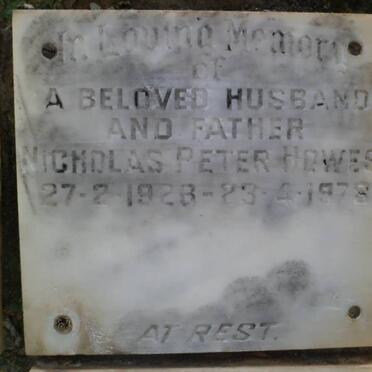 In Loving Memory
of
A BELOVED HUSBAND
AND FATHER
NICHOLAS PETER HOWES
27-2-1928-23-4-1978
AT REST.